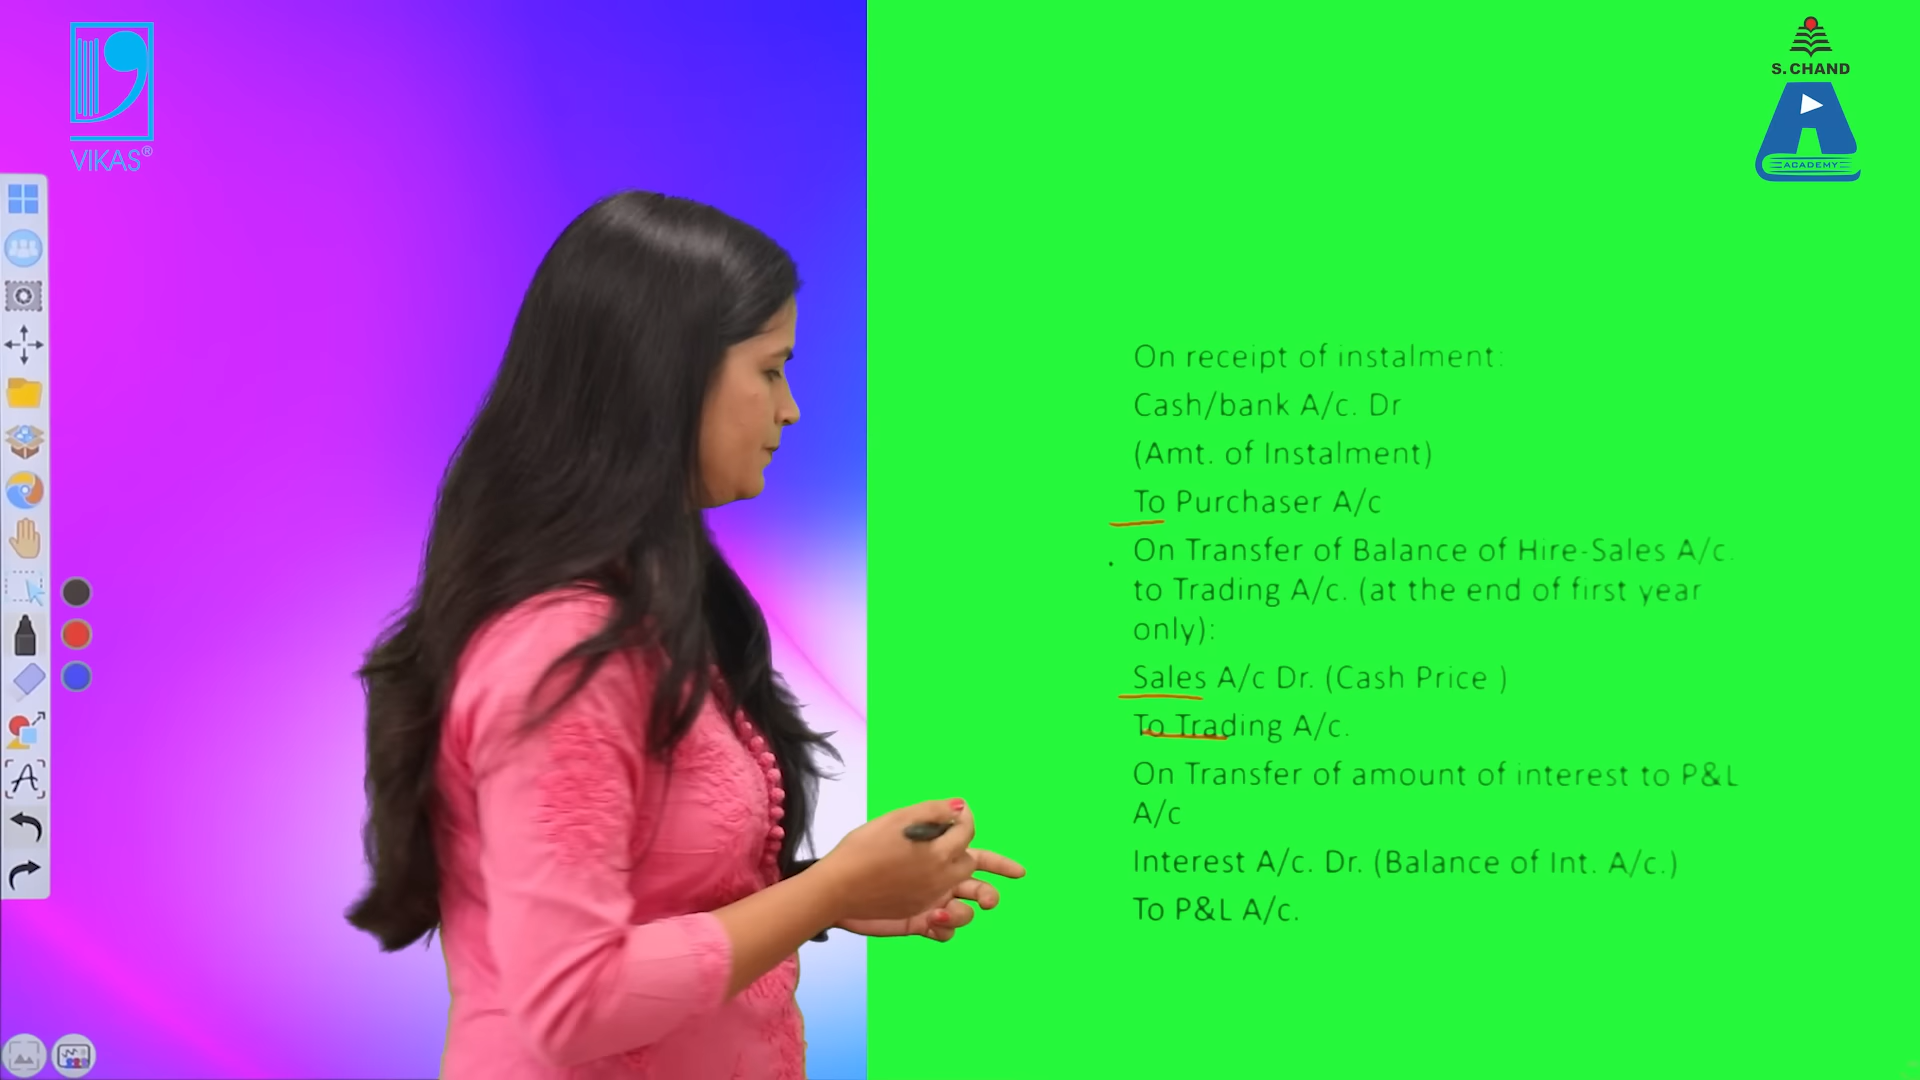 VIKAS®
S. CHAND
ACADEMY
On receipt of instalment:
Cash/bank A/c. Dr
(Amt. of Instalment)
To Purchaser A/c
On Transfer of Balance of Hire-Sales A/c.
to Trading A/c. (at the end of first year
only):
Sales A/c Dr. (Cash Price )
To Trading A/c.
On Transfer of amount of interest to P&L
A/c
Interest A/c. Dr. (Balance of Int. A/c.)
To P&L A/c.